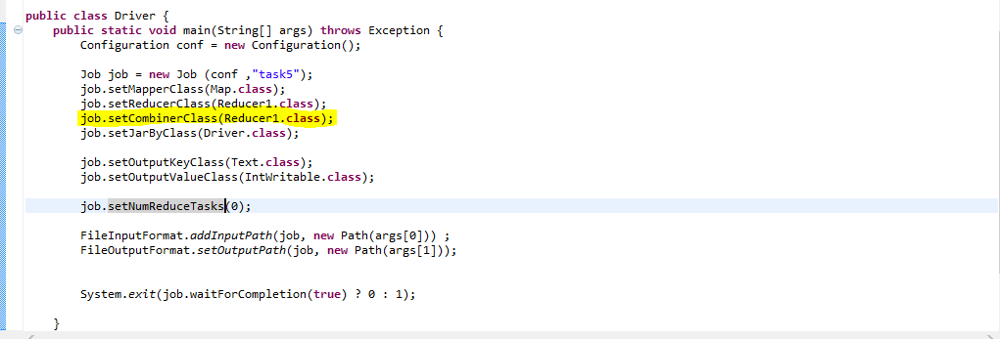 public class Driver {
public static void main(String[] args) throws Exception {
Configuration conf = new Configuration();
Job job = new Job (conf ,"task5");
job.setMapperClass(Map.class);
job.setReducerClass(Reducer1.class);
job.setCombinerClass(Reducer1.class);
job.setJarByClass(Driver.class);
job.setOutputKeyClass(Text.class);
job.setOutputValueClass(IntWritable.class);
job.setNumReduceTasks(0);
FileInputFormat.addInputPath(job, new Path(args[0])) ;
FileOutputFormat.setOutputPath(job, new Path(args[1]));
System.exit(job.waitForCompletion(true) ? 0 : 1);
}